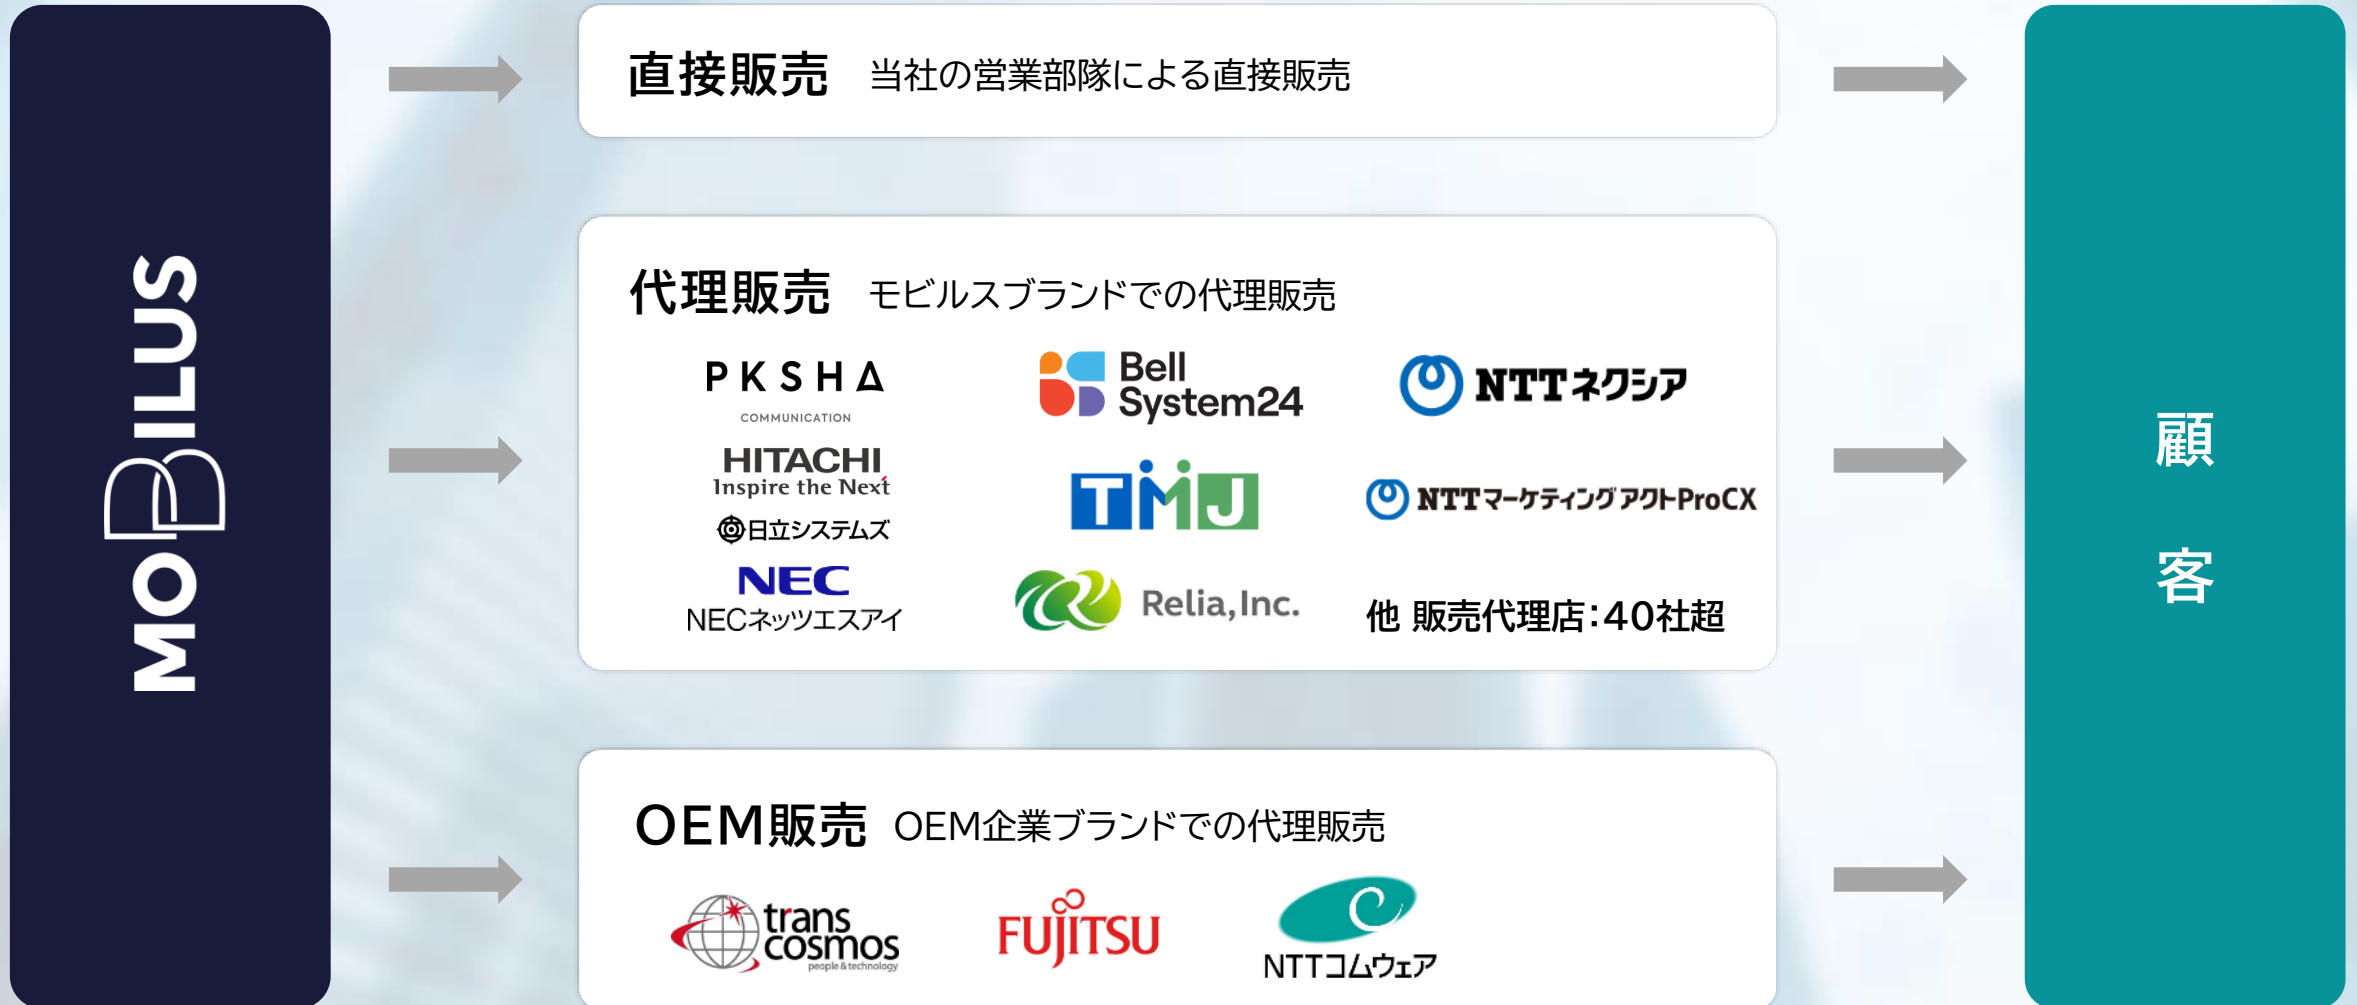 MOBILUS
直接販売 当社の営業部隊による直接販売
代理販売 モビルスブランドでの代理販売
PKSHA
COMMUNICATION
Bell
System24
NTTネクシア
HITACHI
Inspire the Next
日立システムズ
TMJ
NTTマーケティングアクトProCX
NEC
NECネッツエスアイ
Relia,Inc.
他 販売代理店：40社超
OEM販売 OEM企業ブランドでの代理販売
trans
cosmos
people & technology
FUJITSU
NTTコムウェア
顧
客